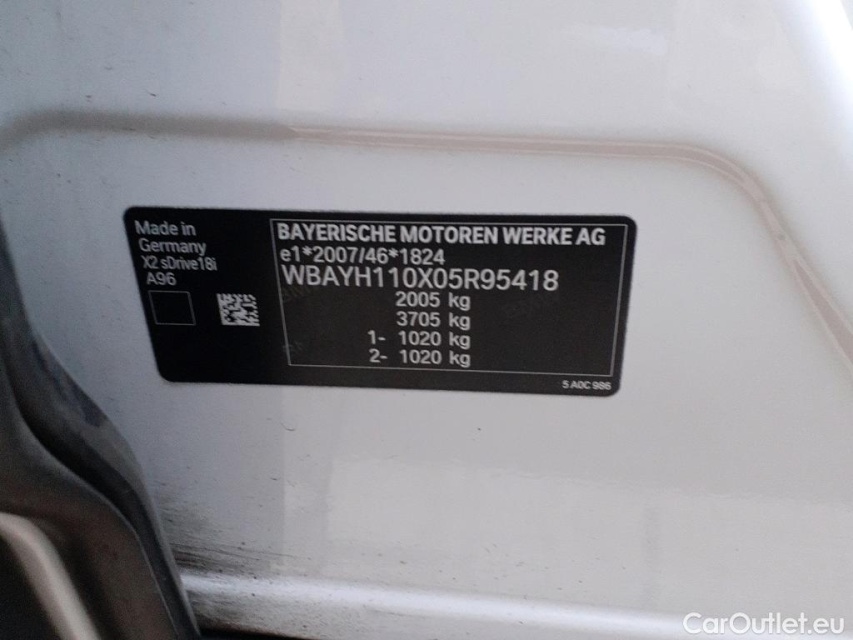 Made in
Germany
X2 sDrive18i
A96
BAYERISCHE MOTOREN WERKE AG
e1*2007/46*1824
WBAYH110X05R95418
2005 kg
3705 kg
1- 1020 kg
2- 1020 kg
5 A0C 986
CarOutlet.eu